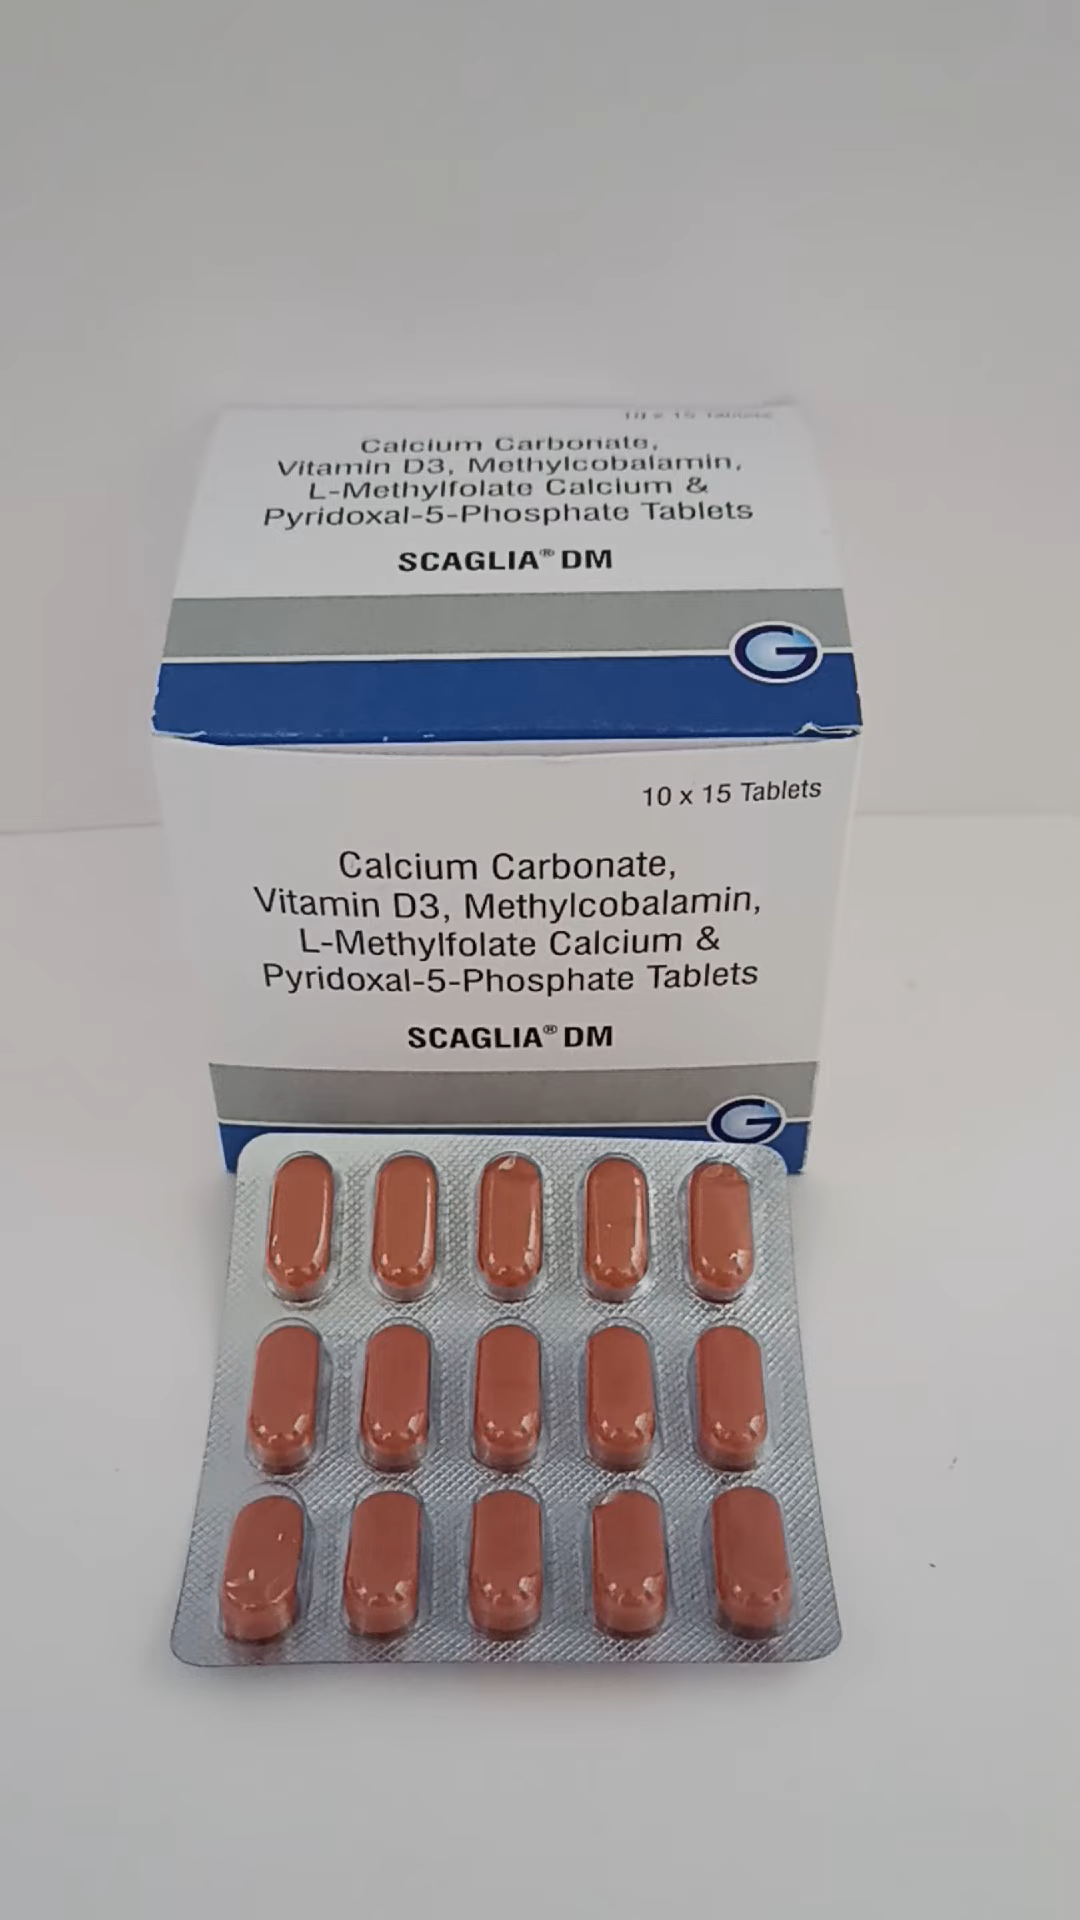 10 x 15 Tablets
Calcium Carbonate,
Vitamin D3, Methylcobalamin,
L-Methylfolate Calcium &
Pyridoxal-5-Phosphate Tablets
SCAGLIA® DM
G
10 x 15 Tablets
Calcium Carbonate,
Vitamin D3, Methylcobalamin,
L-Methylfolate Calcium &
Pyridoxal-5-Phosphate Tablets
SCAGLIA® DM
G